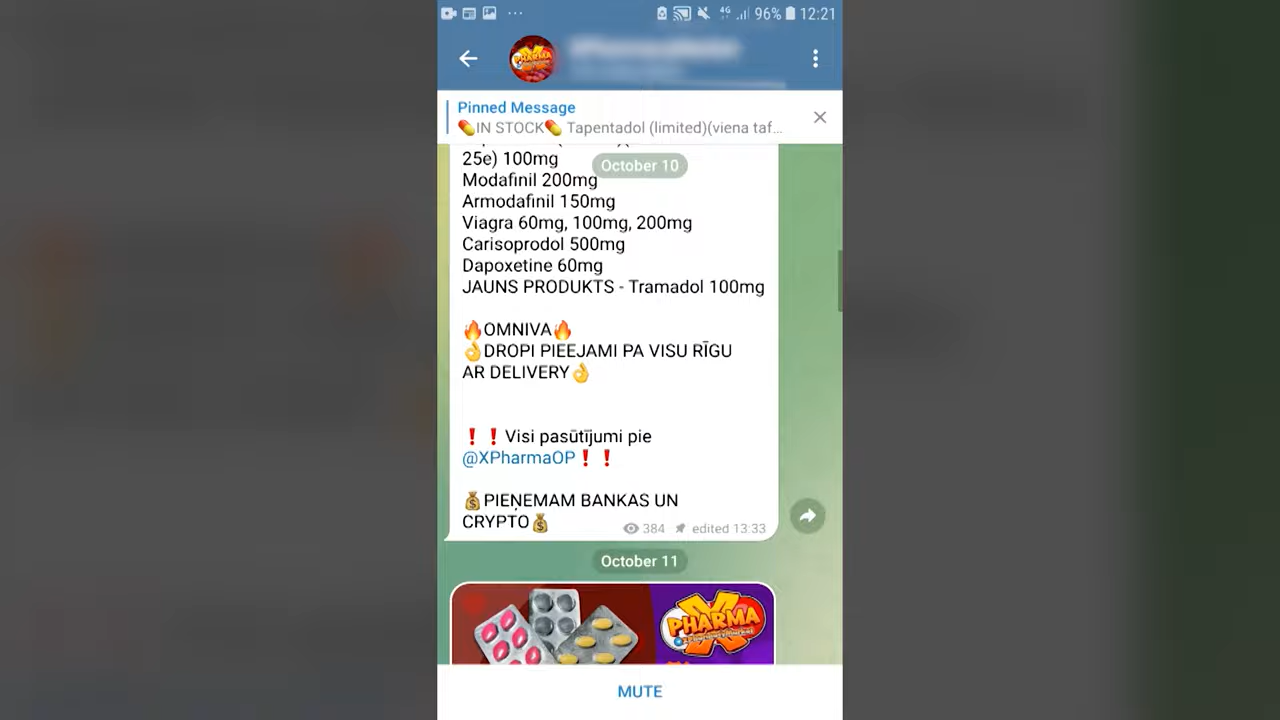 96% 12:21
4G
PHARMA
Pinned Message
💊IN STOCK💊 Tapentadol (limited)(viena taf...
25e) 100mg
October 10
Modafinil 200mg
Armodafinil 150mg
Viagra 60mg, 100mg, 200mg
Carisoprodol 500mg
Dapoxetine 60mg
JAUNS PRODUKTS - Tramadol 100mg
🔥OMNIVA🔥
👌DROPI PIEEJAMI PA VISU RĪGU
AR DELIVERY👌
❗❗Visi pasūtījumi pie
@XPharmaOP❗❗
💰PIEŅEMAM BANKAS UN
CRYPTO💰
384 edited 13:33
October 11
PHARMA
MUTE